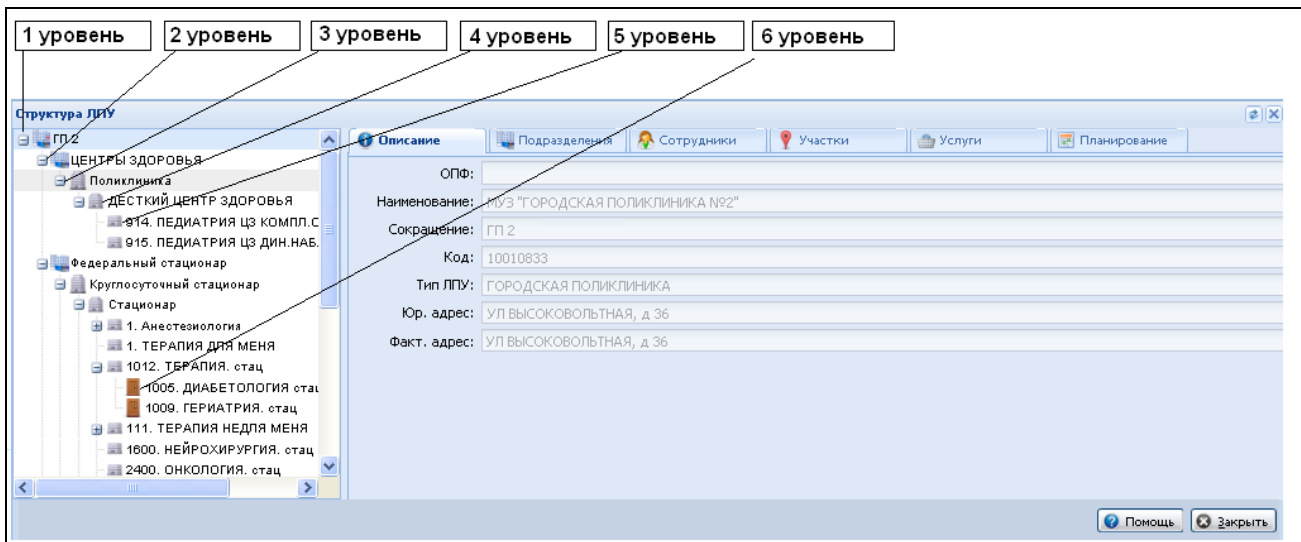 1 уровень
2 уровень
3 уровень
4 уровень
5 уровень
6 уровень
Структура ЛПУ
ГП 2
ЦЕНТРЫ ЗДОРОВЬЯ
Поликлиника
ДЕСТКИЙ ЦЕНТР ЗДОРОВЬЯ
914. ПЕДИАТРИЯ ЦЗ КОМПЛ.С
915. ПЕДИАТРИЯ ЦЗ ДИН.НАБ.
Федеральный стационар
Круглосуточный стационар
Стационар
1. Анестезиология
1. ТЕРАПИЯ ДЛЯ МЕНЯ
1012. ТЕРАПИЯ. стац
1005. ДИАБЕТОЛОГИЯ стац
1009. ГЕРИАТРИЯ. стац
111. ТЕРАПИЯ НЕДЛЯ МЕНЯ
1600. НЕЙРОХИРУРГИЯ. стац
2400. ОНКОЛОГИЯ. стац
Описание
Подразделения
Сотрудники
Участки
Услуги
Планирование
ОПФ:
Наименование: МУЗ "ГОРОДСКАЯ ПОЛИКЛИНИКА №2"
Сокращение: ГП 2
Код: 10010833
Тип ЛПУ: ГОРОДСКАЯ ПОЛИКЛИНИКА
Юр. адрес: УЛ ВЫСОКОВОЛЬТНАЯ, д 36
Факт. адрес: УЛ ВЫСОКОВОЛЬТНАЯ, д 36
Помощь
Закрыть